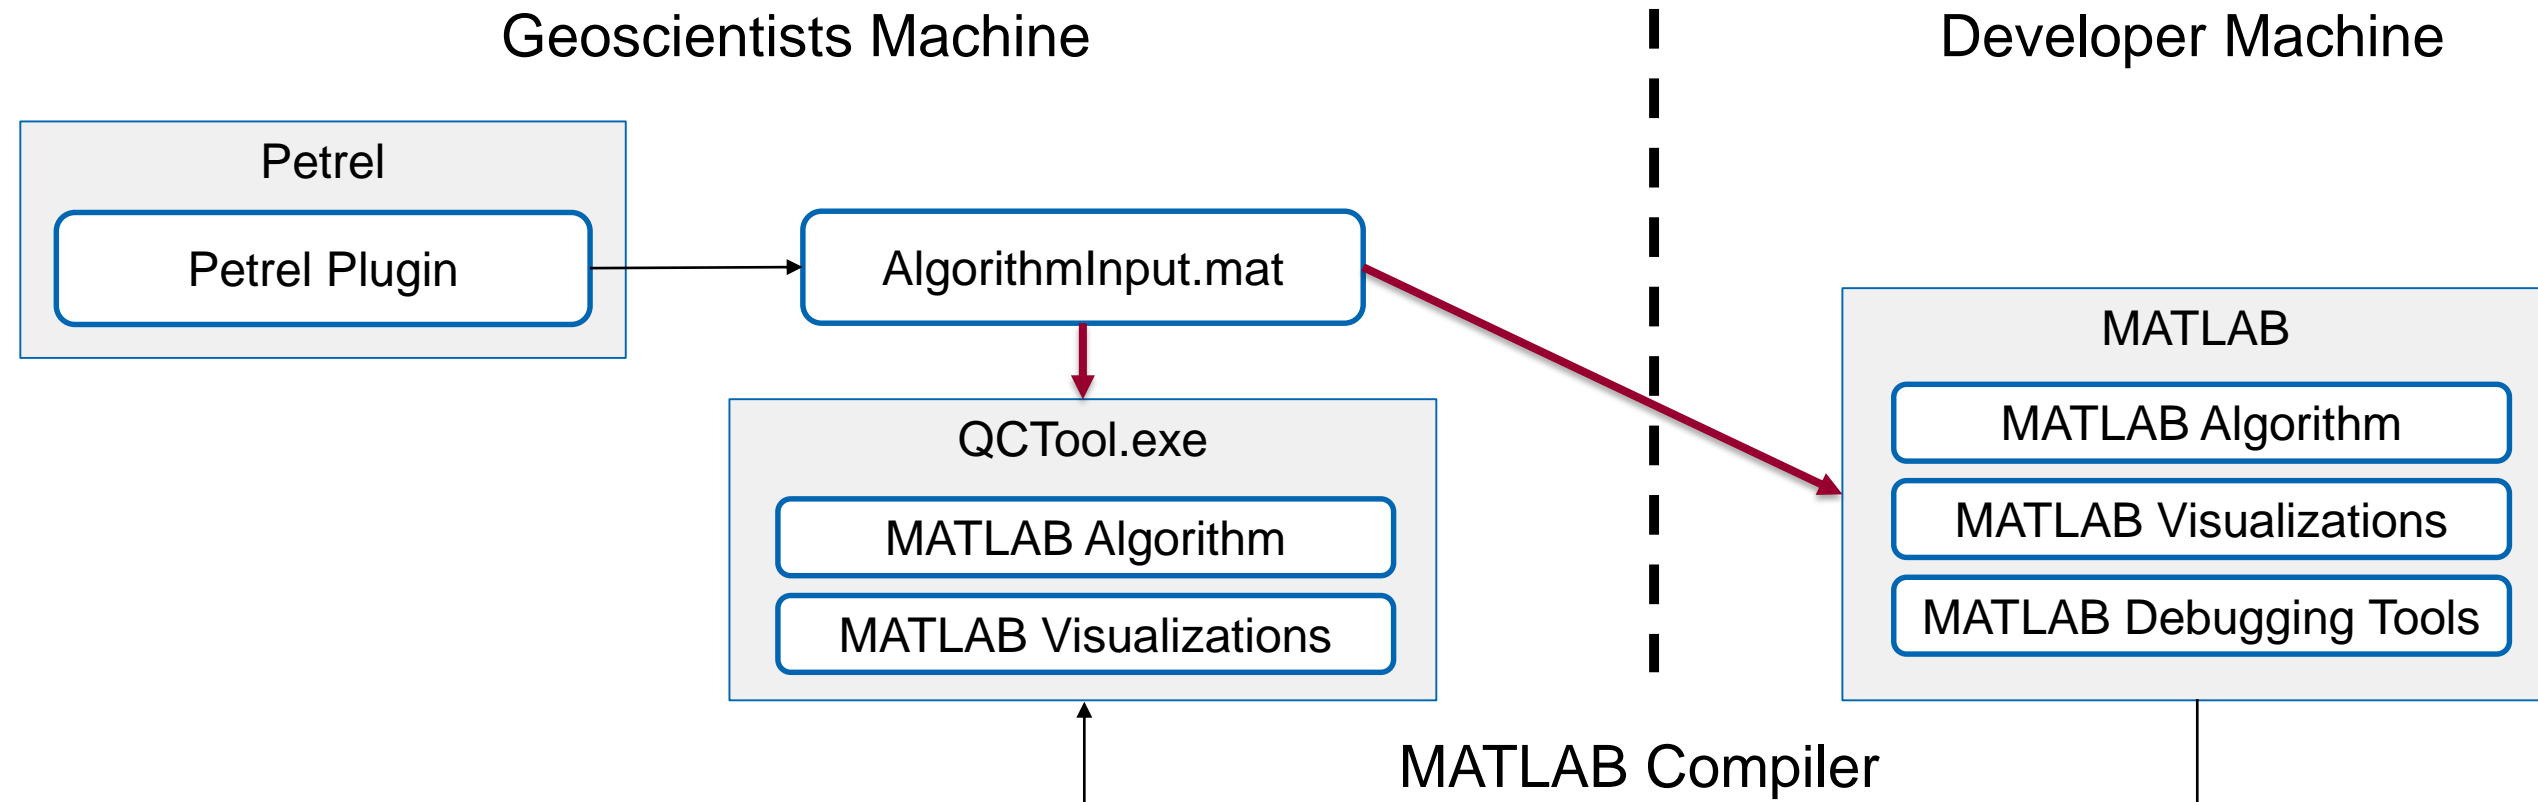 Geoscientists Machine
Developer Machine
Petrel
Petrel Plugin
AlgorithmInput.mat
MATLAB
MATLAB Algorithm
MATLAB Visualizations
MATLAB Debugging Tools
QCTool.exe
MATLAB Algorithm
MATLAB Visualizations
MATLAB Compiler